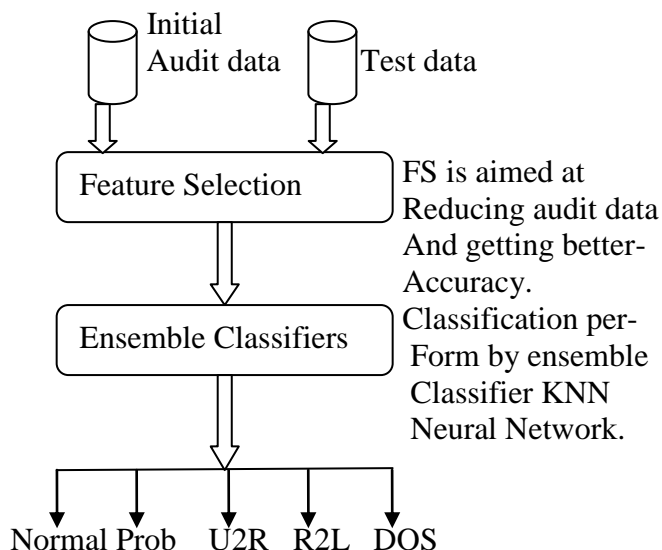 Initial
Audit data
Test data
Feature Selection
FS is aimed at
Reducing audit data
And getting better-
Accuracy.
Ensemble Classifiers
Classification per-
Form by ensemble
Classifier KNN
Neural Network.
Normal Prob U2R R2L DOS